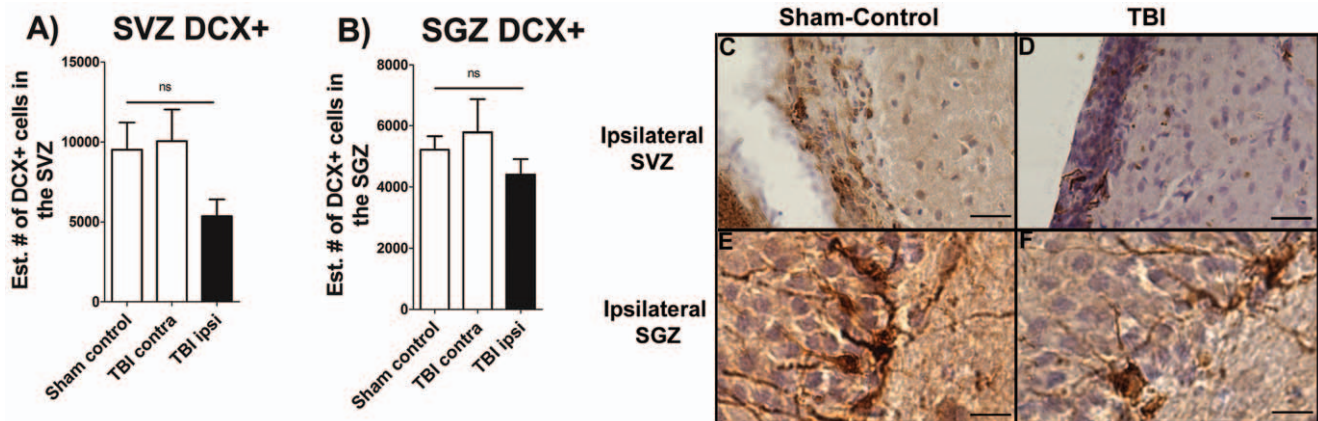 A) SVZ DCX+
Est. # of DCX+ cells in
the SVZ
15000
10000
5000
0
ns
Sham control
TBI contra
TBI ipsi
B) SGZ DCX+
Est. # of DCX+ cells in
the SGZ
8000
6000
4000
2000
0
ns
Sham control
TBI contra
TBI ipsi
Sham-Control
TBI
Ipsilateral
SVZ
C
D
Ipsilateral
SGZ
E
F